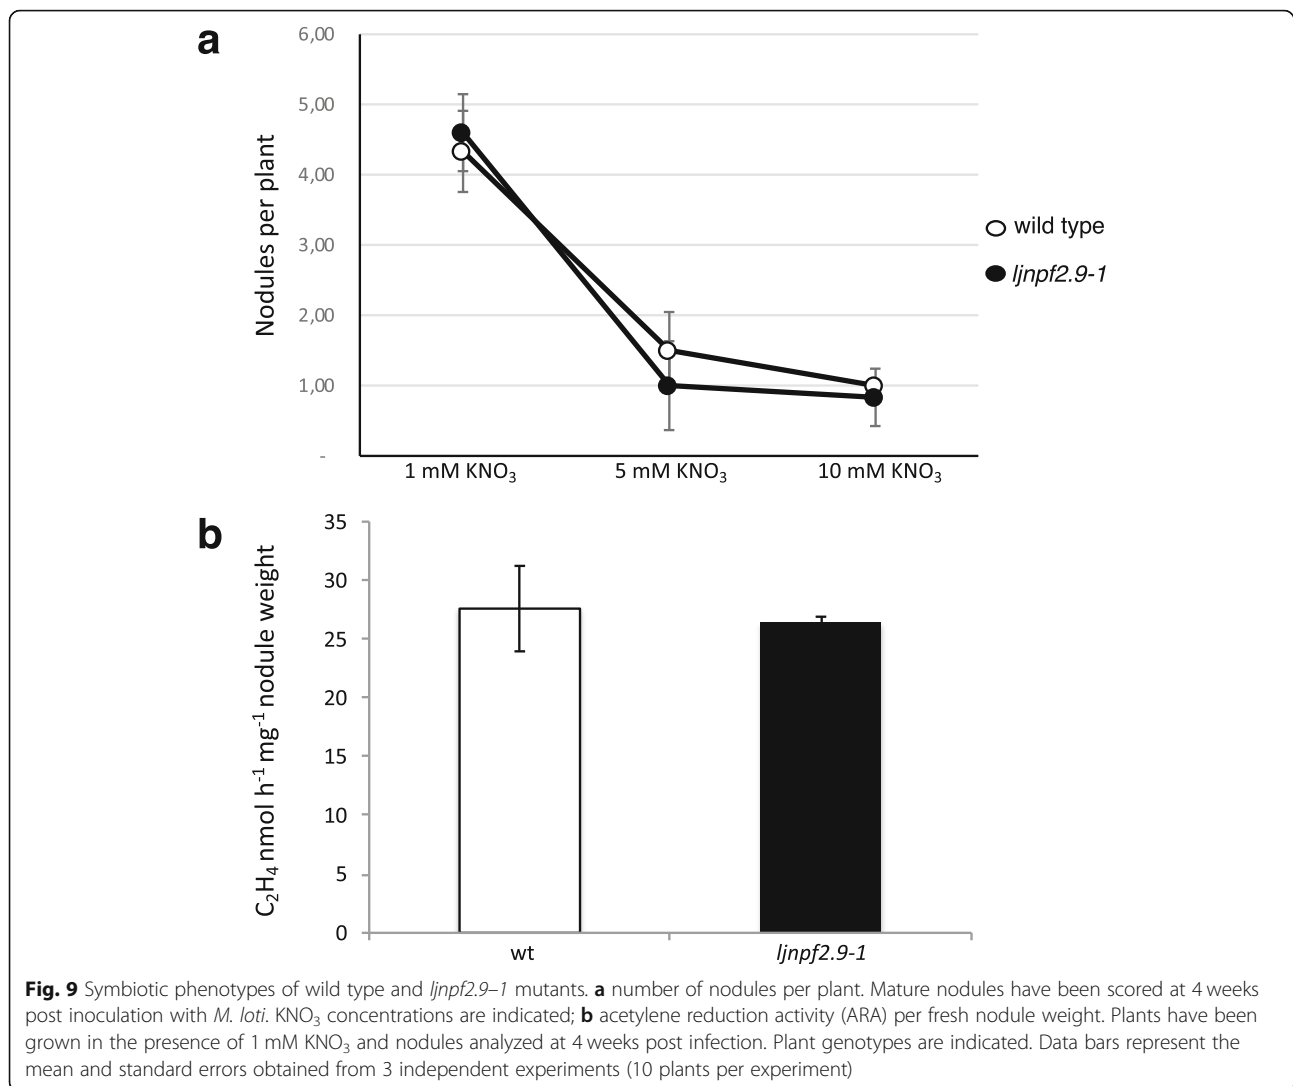 a
6,00
5,00
4,00
3,00
2,00
1,00
-
Nodules per plant
1 mM KNO₃ 5 mM KNO₃ 10 mM KNO₃
wild type
ljnpf2.9-1
b
35
30
25
20
15
10
5
0
C₂H₄ nmol h⁻¹ mg⁻¹ nodule weight
wt ljnpf2.9-1
Fig. 9 Symbiotic phenotypes of wild type and ljnpf2.9–1 mutants. a number of nodules per plant. Mature nodules have been scored at 4 weeks
post inoculation with M. loti. KNO₃ concentrations are indicated; b acetylene reduction activity (ARA) per fresh nodule weight. Plants have been
grown in the presence of 1 mM KNO₃ and nodules analyzed at 4 weeks post infection. Plant genotypes are indicated. Data bars represent the
mean and standard errors obtained from 3 independent experiments (10 plants per experiment)